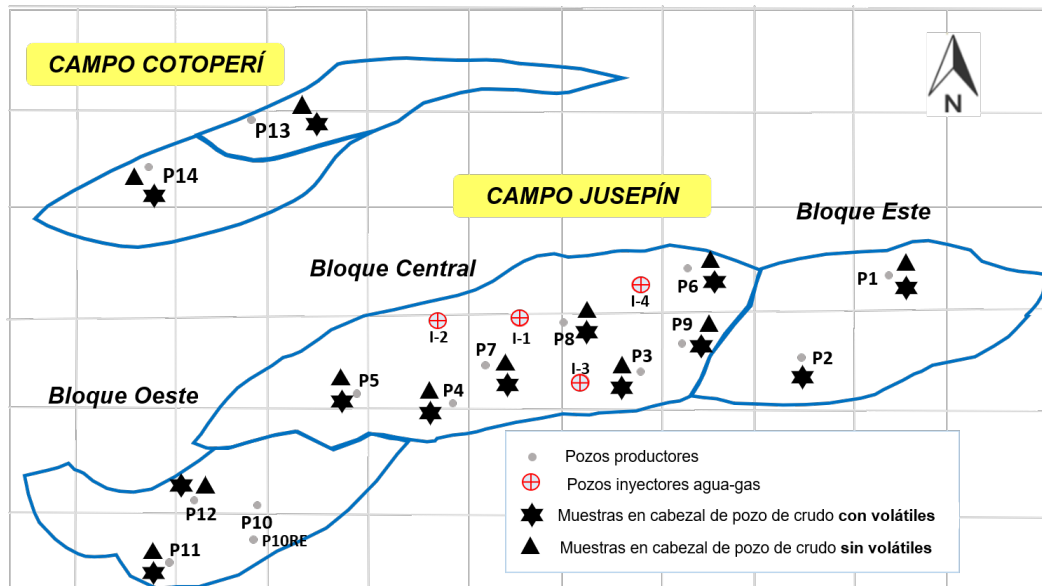 CAMPO COTOPERÍ
N
P13
P14
CAMPO JUSEPÍN
Bloque Este
Bloque Central
P1
P6
I-4
I-2
I-1
P8
P9
P7
I-3
P3
P2
P5
P4
Bloque Oeste
P12
P10
P10RE
P11
Pozos productores
Pozos inyectores agua-gas
Muestras en cabezal de pozo de crudo con volátiles
Muestras en cabezal de pozo de crudo sin volátiles